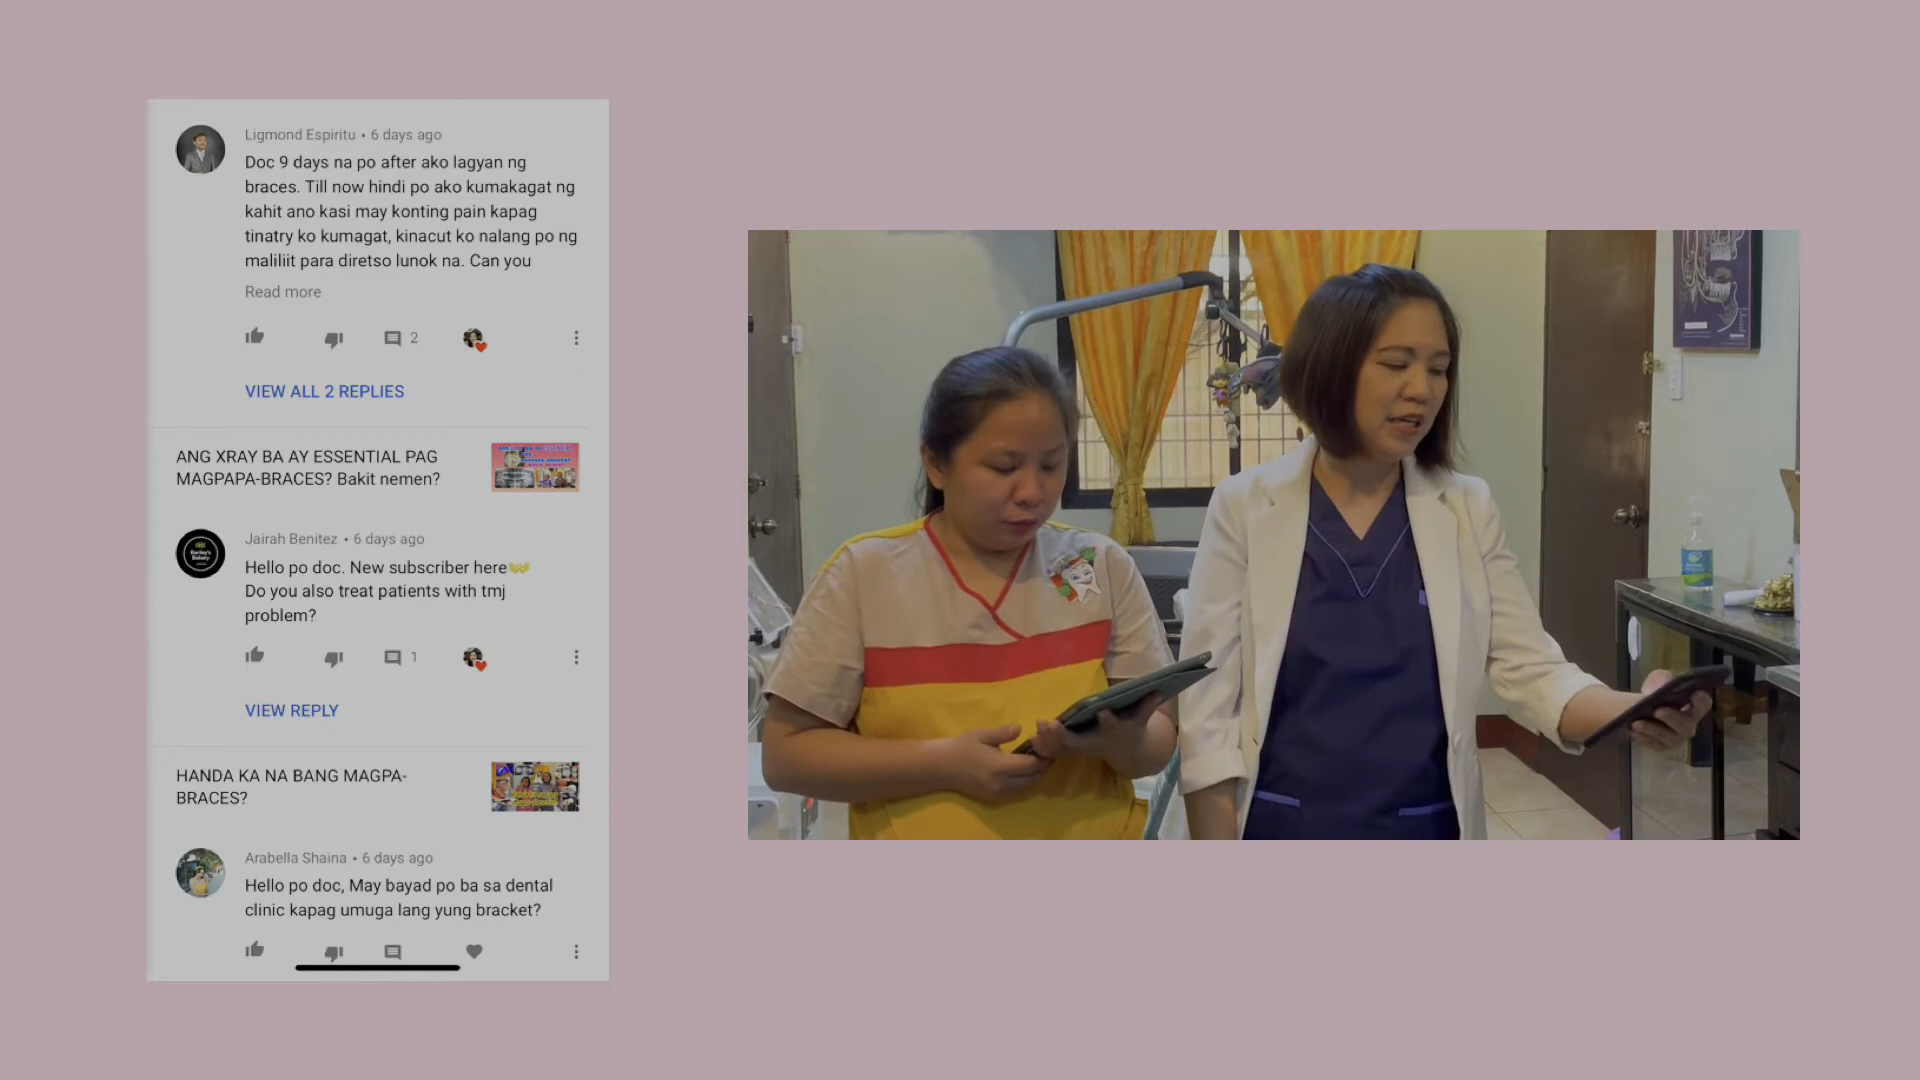 Ligmond Espiritu • 6 days ago
Doc 9 days na po after ako lagyan ng
braces. Till now hindi po ako kumakagat ng
kahit ano kasi may konting pain kapag
tinatry ko kumagat, kinacut ko nalang po ng
maliliit para diretso lunok na. Can you
Read more
2
VIEW ALL 2 REPLIES
ANG XRAY BA AY ESSENTIAL PAG
MAGPAPA-BRACES? Bakit nemen?
Jairah Benitez • 6 days ago
Hello po doc. New subscriber here
Do you also treat patients with tmj
problem?
1
VIEW REPLY
HANDA KA NA BANG MAGPA-
BRACES?
Arabella Shaina • 6 days ago
Hello po doc, May bayad po ba sa dental
clinic kapag umuga lang yung bracket?